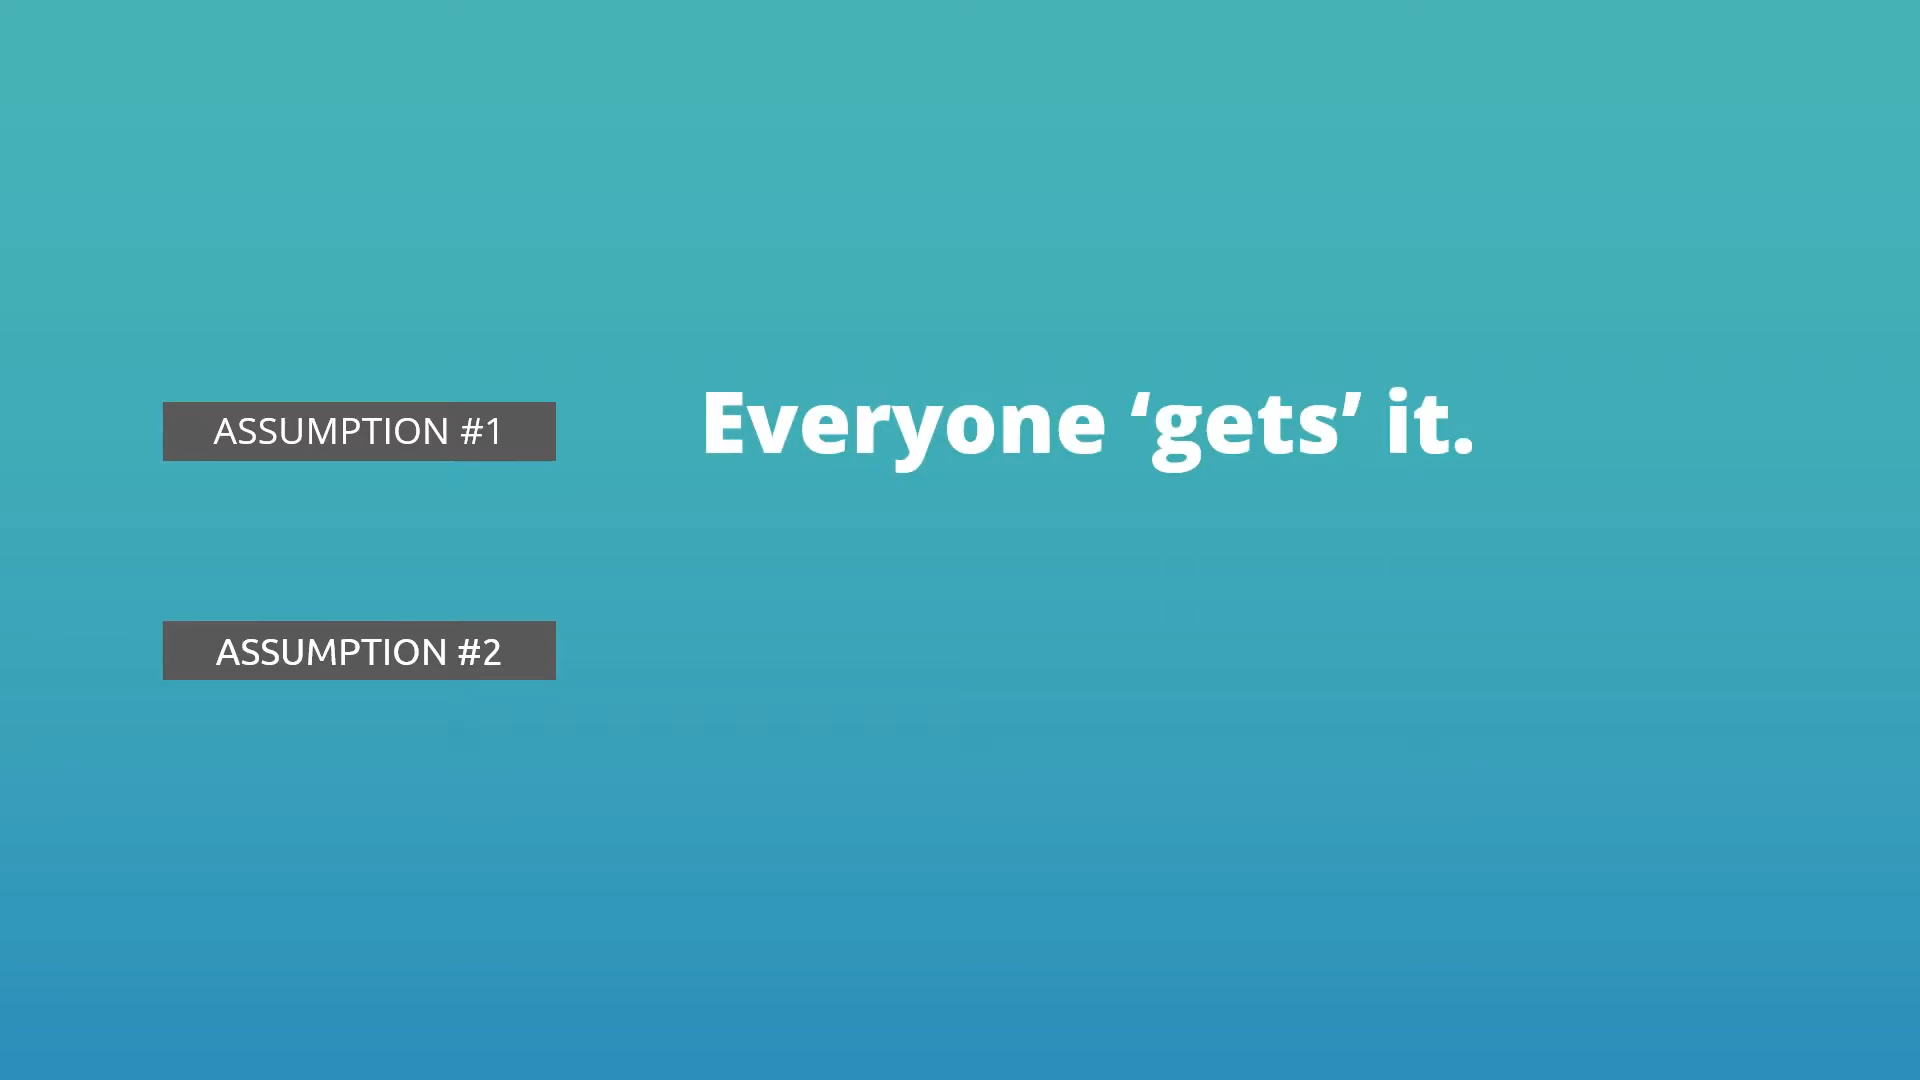 ASSUMPTION #1
Everyone ‘gets’ it.
ASSUMPTION #2